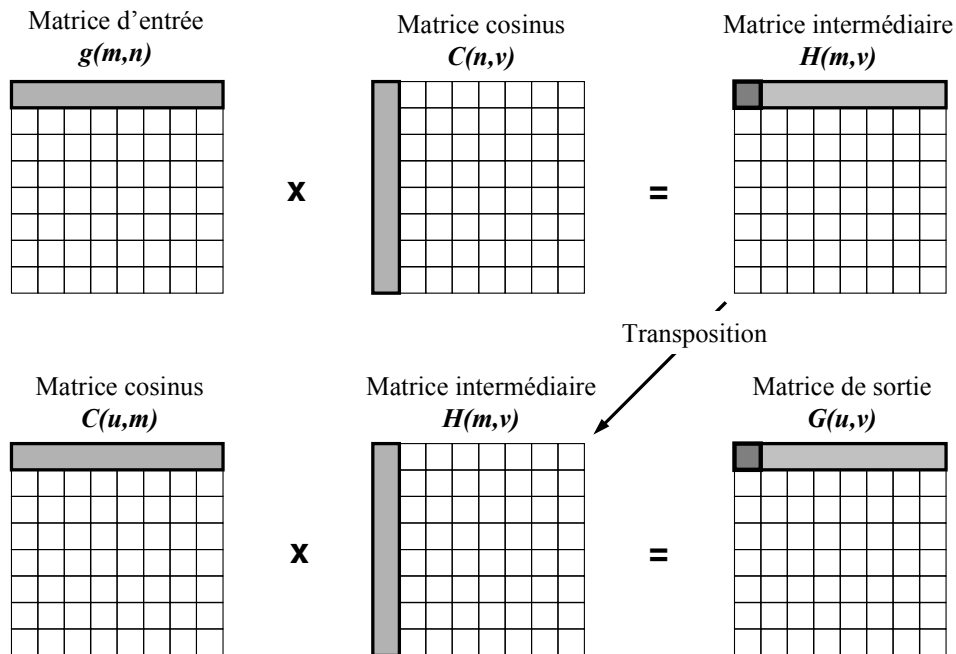 Matrice d'entrée
g(m,n)
Matrice cosinus
C(n,v)
Matrice intermédiaire
H(m,v)
x
=
Transposition
Matrice cosinus
C(u,m)
Matrice intermédiaire
H(m,v)
Matrice de sortie
G(u,v)
x
=